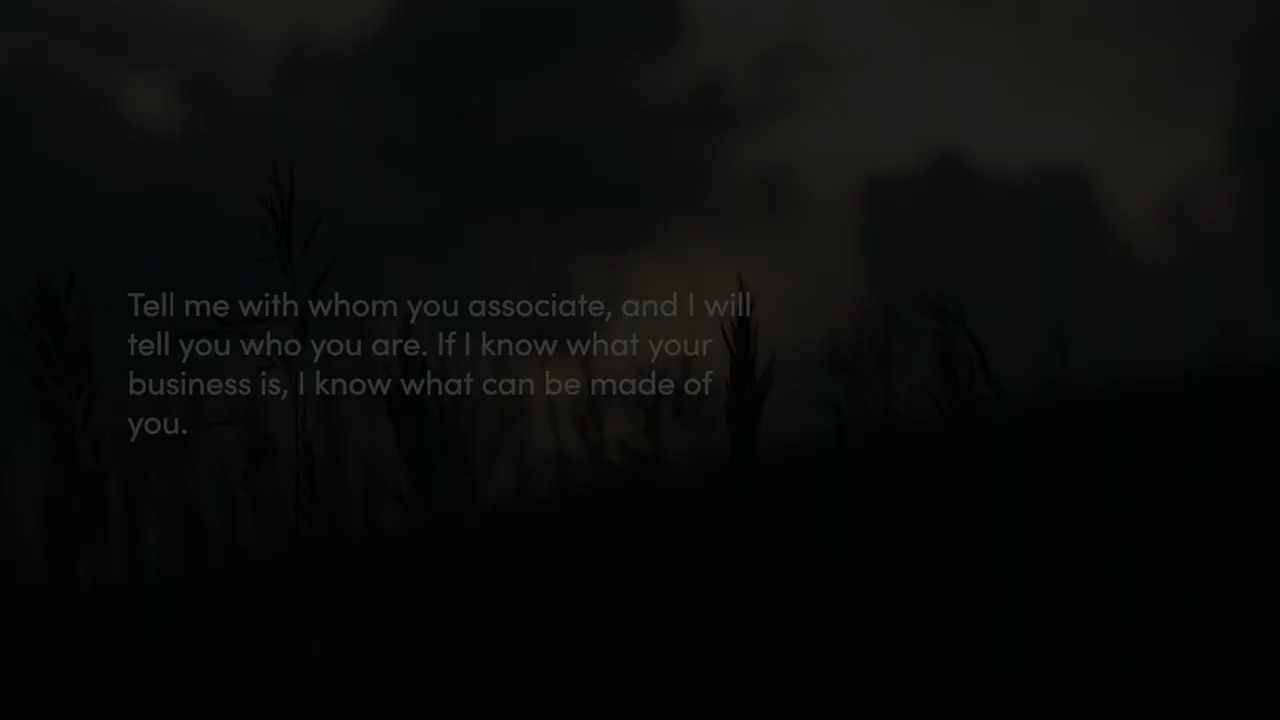 Tell me with whom you associate, and I will
tell you who you are. If I know what your
business is, I know what can be made of
you.